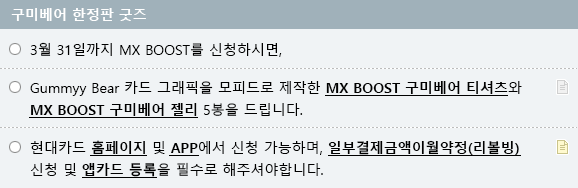 구미베어 한정판 굿즈
3월 31일까지 MX BOOST를 신청하시면,
Gummyy Bear 카드 그래픽을 모피드로 제작한 MX BOOST 구미베어 티셔츠와
MX BOOST 구미베어 젤리 5봉을 드립니다.
현대카드 홈페이지 및 APP에서 신청 가능하며, 일부결제금액이월약정(리볼빙)
신청 및 앱카드 등록을 필수로 해주셔야합니다.